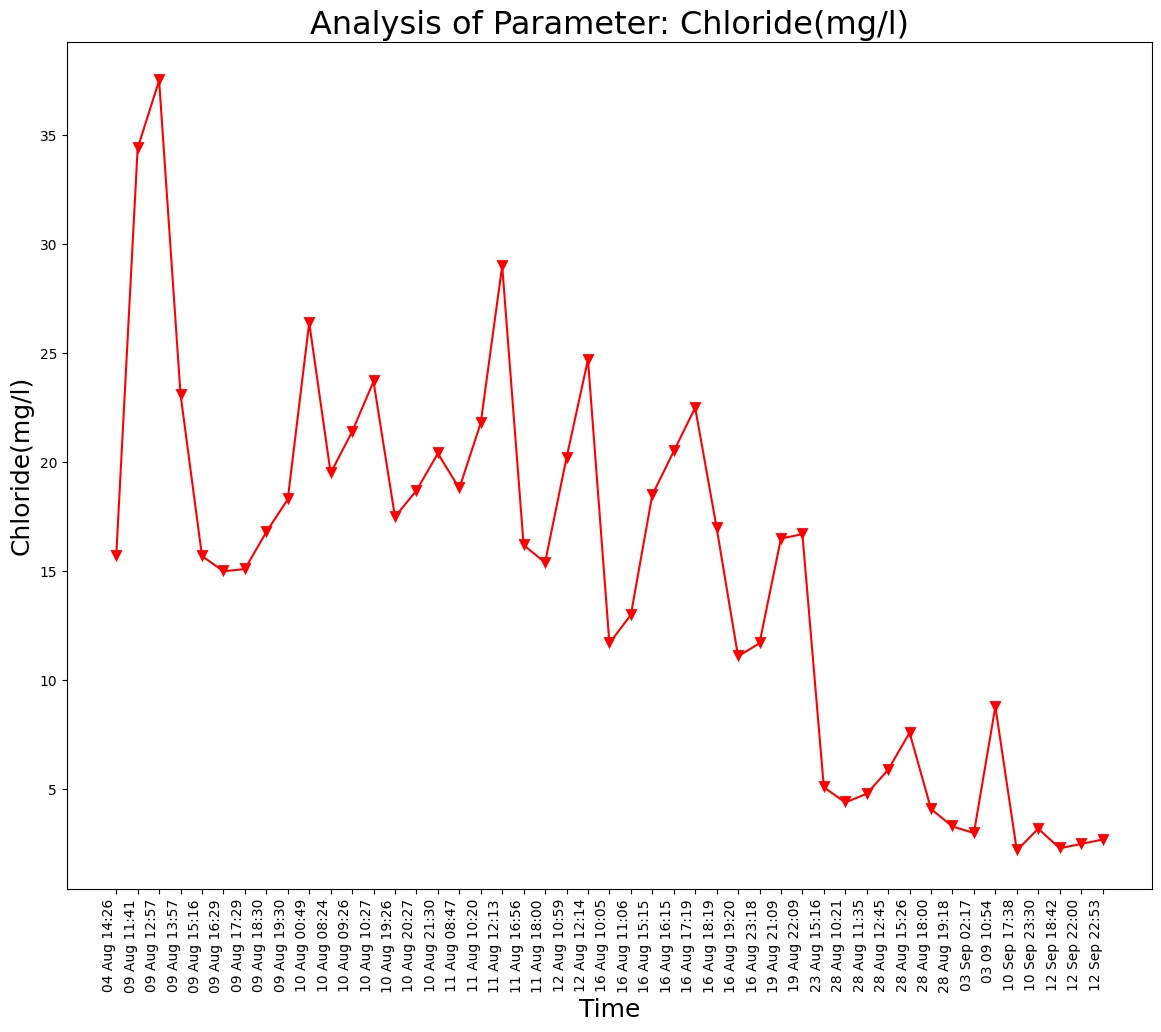 Analysis of Parameter: Chloride(mg/l)
Chloride(mg/l)
35
30
25
20
15
10
5
04 Aug 14:26
09 Aug 11:41
09 Aug 12:57
09 Aug 13:57
09 Aug 15:16
09 Aug 16:29
09 Aug 17:29
09 Aug 18:30
09 Aug 19:30
10 Aug 00:49
10 Aug 08:24
10 Aug 09:26
10 Aug 10:27
10 Aug 19:26
10 Aug 20:27
10 Aug 21:30
11 Aug 08:47
11 Aug 10:20
11 Aug 12:13
11 Aug 16:56
11 Aug 18:00
12 Aug 10:59
12 Aug 12:14
16 Aug 10:05
16 Aug 11:06
16 Aug 15:15
16 Aug 16:15
16 Aug 17:19
16 Aug 18:19
16 Aug 19:20
16 Aug 23:18
19 Aug 21:09
19 Aug 22:09
23 Aug 15:16
28 Aug 10:21
28 Aug 11:35
28 Aug 12:45
28 Aug 15:26
28 Aug 18:00
28 Aug 19:18
03 Sep 02:17
03 09 10:54
10 Sep 17:38
10 Sep 23:30
12 Sep 18:42
12 Sep 22:00
12 Sep 22:53
Time